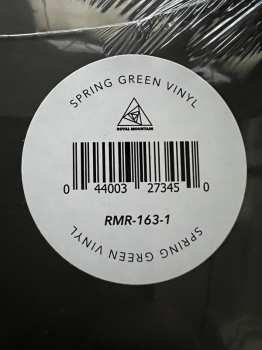 SPRING GREEN VINYL
ROYAL MOUNTAIN
0 44003 27345 0
RMR-163-1
SPRING GREEN VINYL